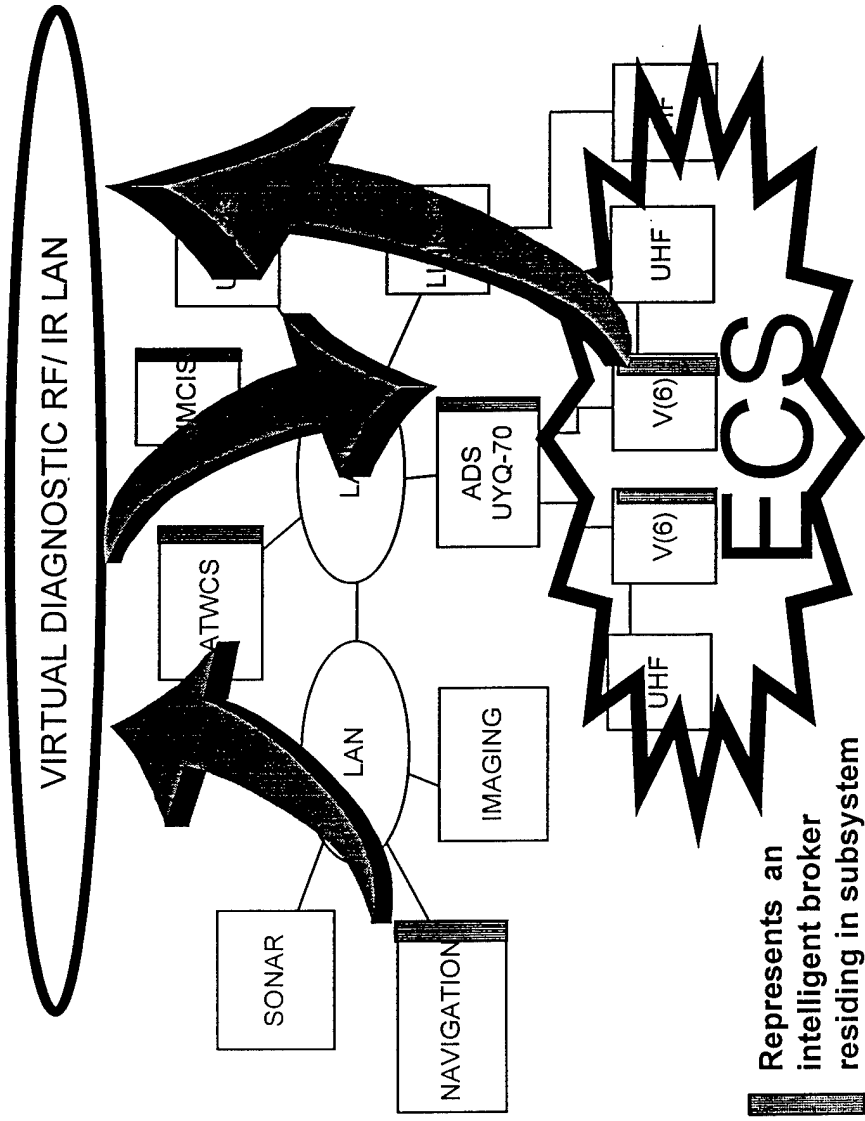 VIRTUAL DIAGNOSTIC RF/ IR LAN
SONAR
NAVIGATION
LAN
IMAGING
ATWCS
ADS
UYQ-70
UHF
V(6)
V(6)
UHF
ECS
Represents an
intelligent broker
residing in subsystem